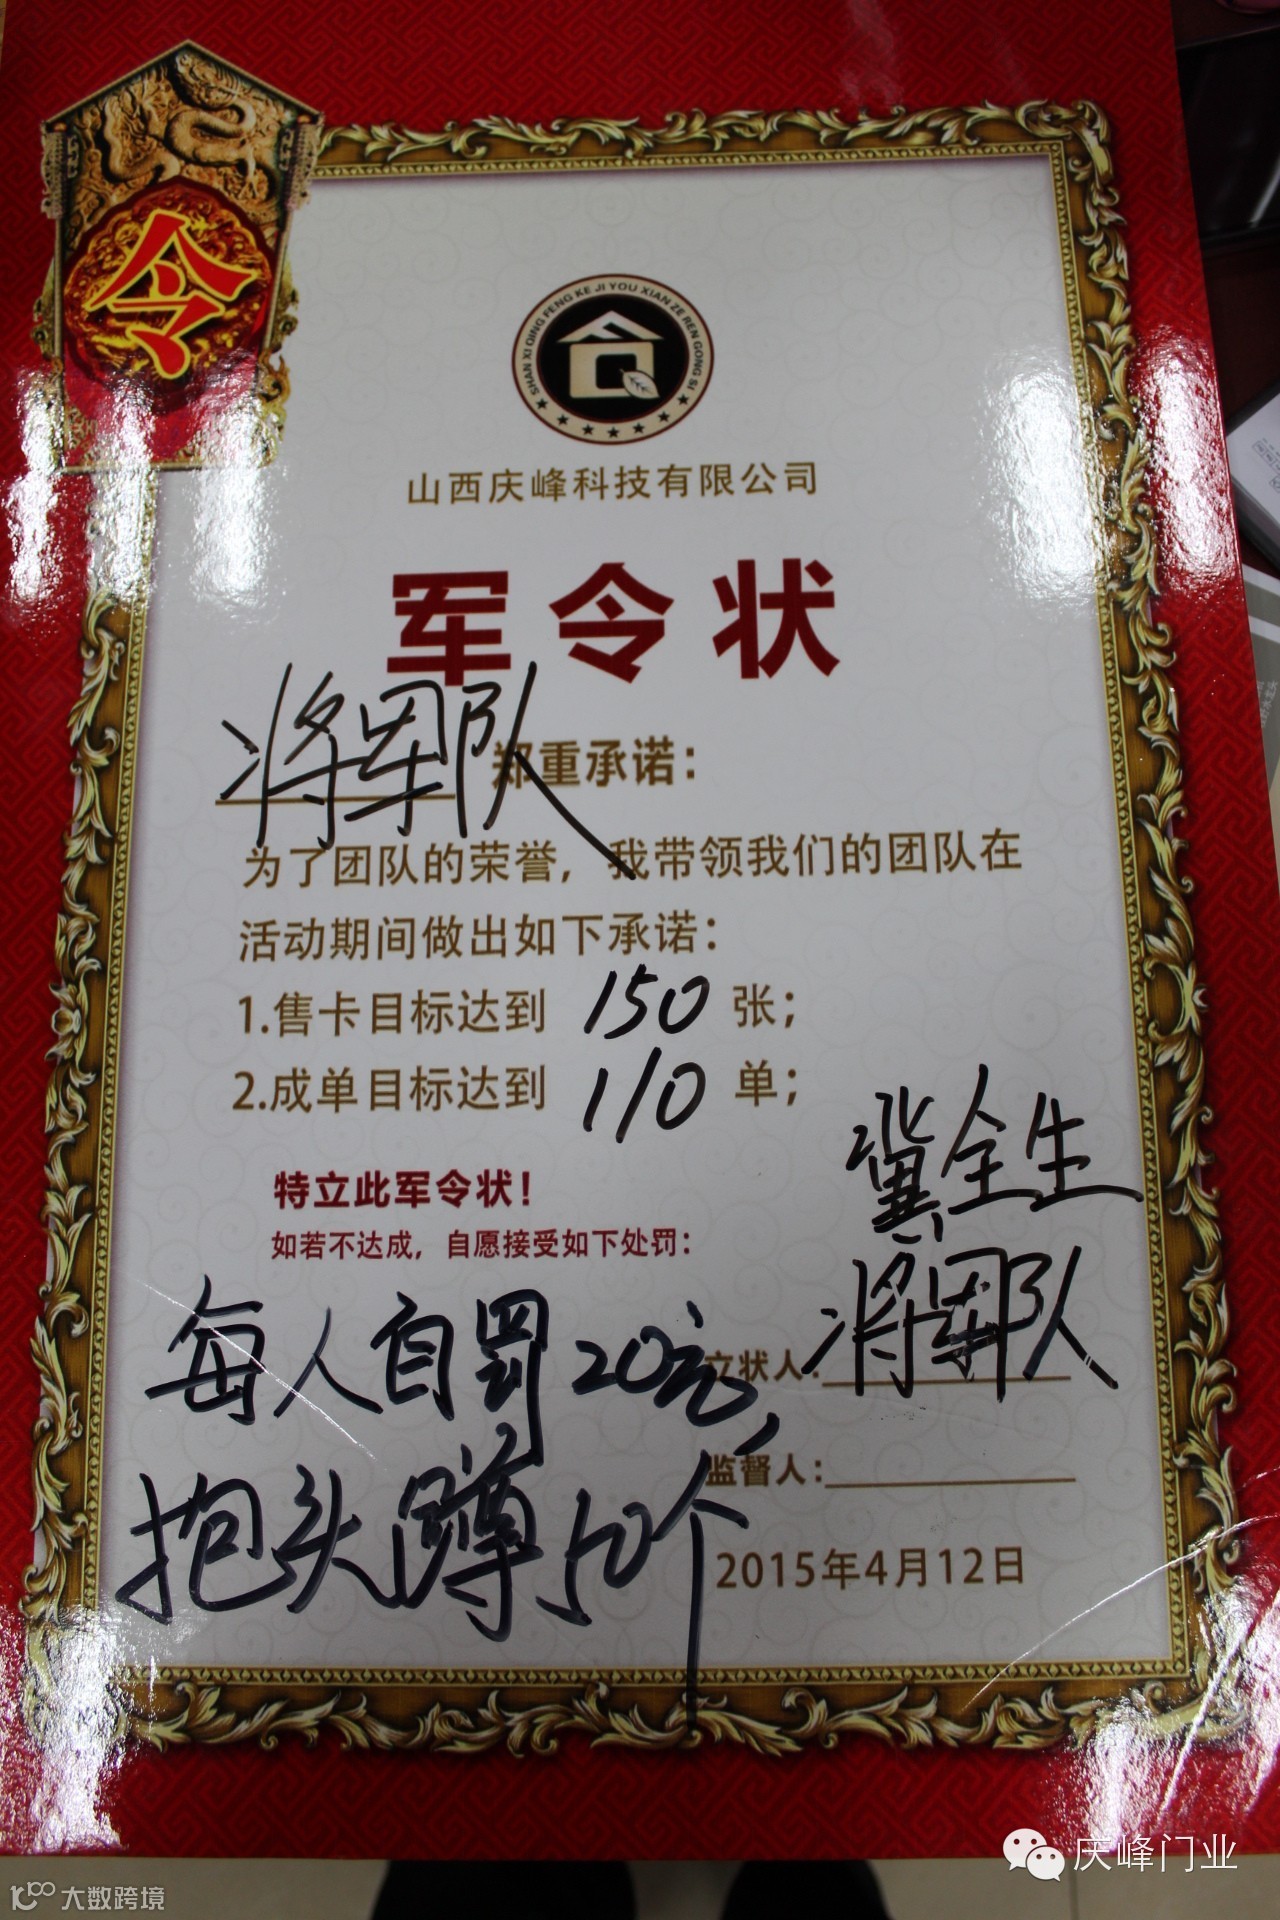 令
SHAN XI QING FENG KE JI YOU XIAN ZE REN GONG SI
山西庆峰科技有限公司
军令状
将军队 郑重承诺：
为了团队的荣誉，我带领我们的团队在
活动期间做出如下承诺：
1.售卡目标达到 150 张；
2.成单目标达到 110 单；
特立此军令状！
如若不达成，自愿接受如下处罚：
每人自罚20元，
抱头蹲50个
冀全生
立状人：将军队
监督人：
2015年4月12日
庆峰门业
大数跨境